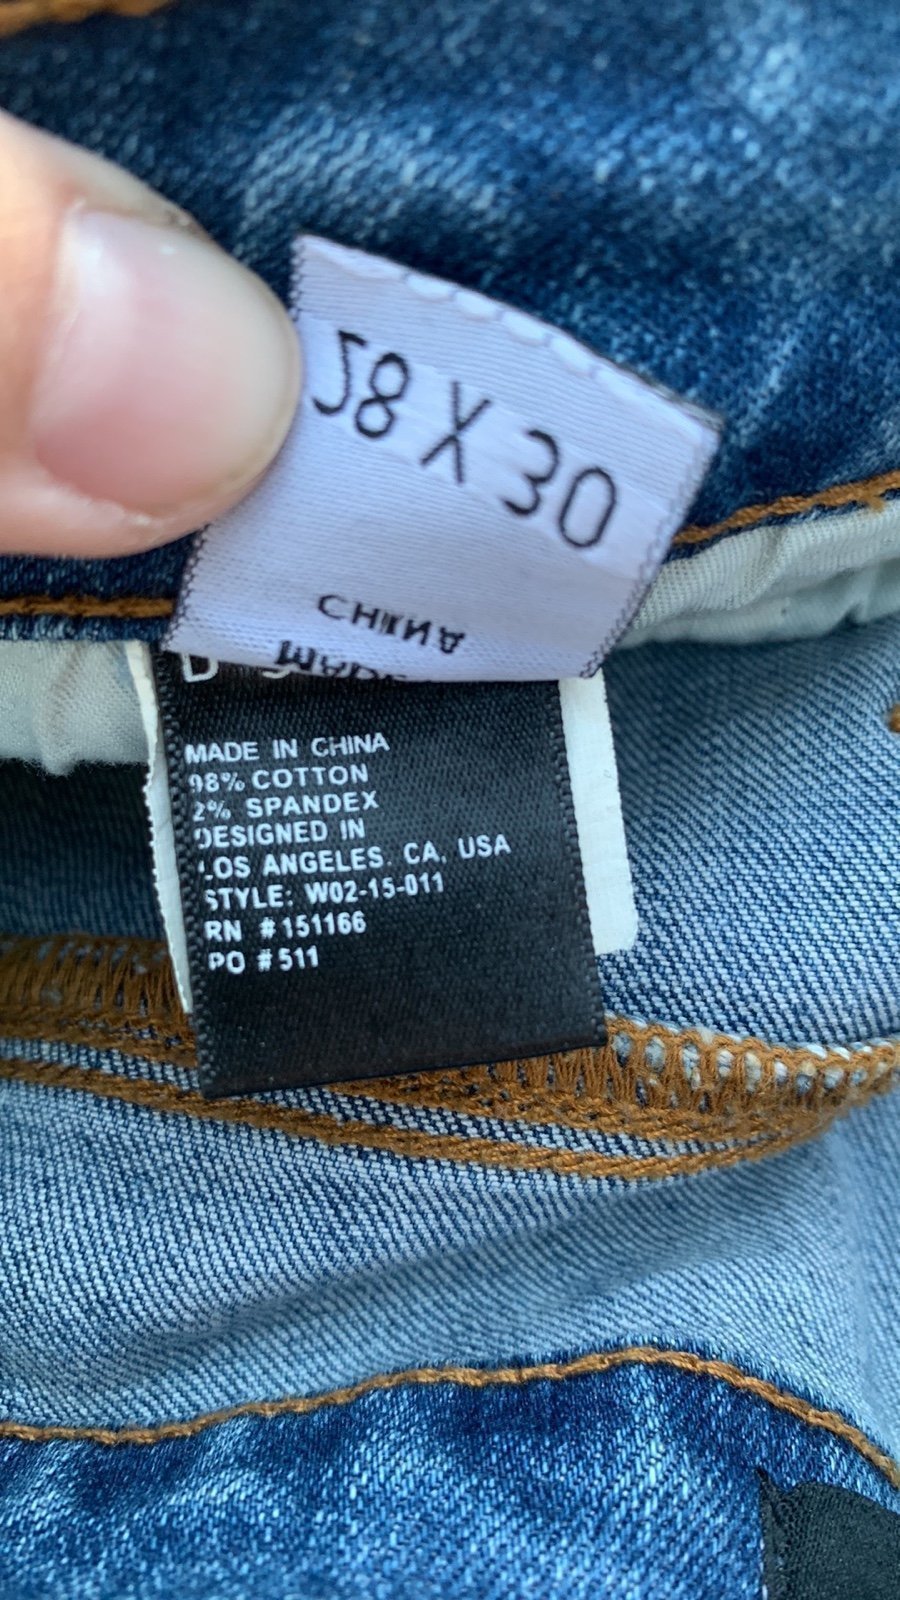 28 X 30
CHINA
MADE IN CHINA
98% COTTON
2% SPANDEX
DESIGNED IN
LOS ANGELES. CA, USA
STYLE: W02-15-011
RN #151166
PO #511